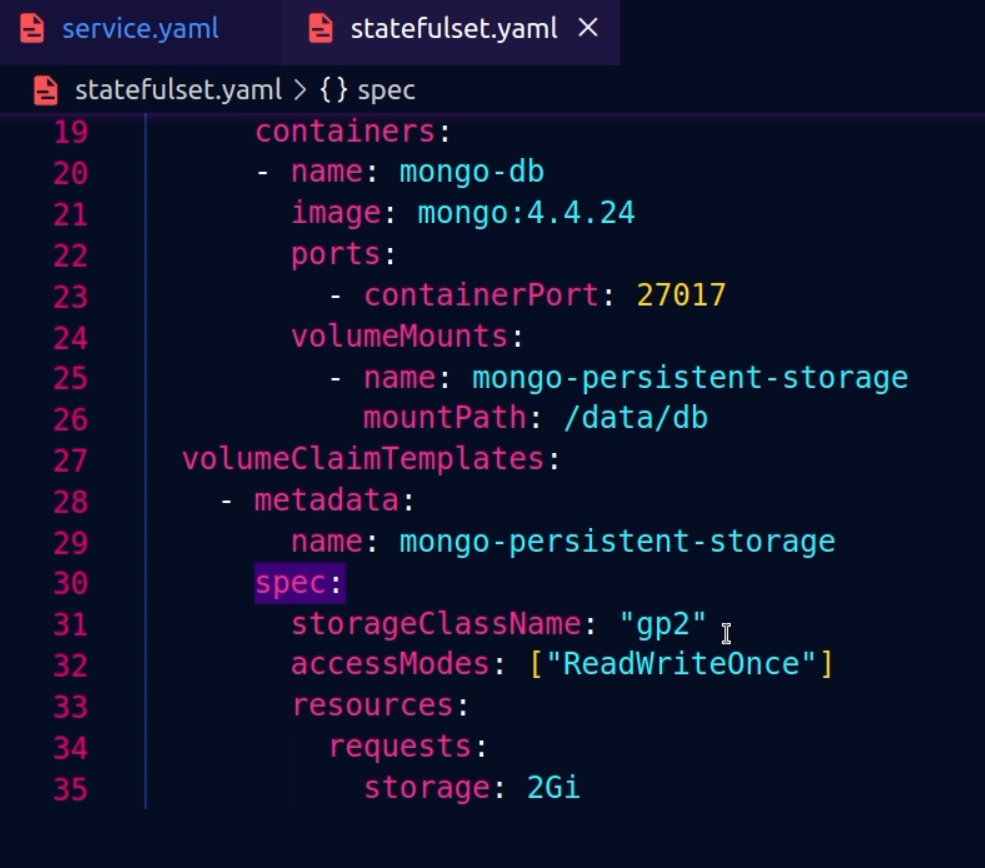 service.yaml statefulset.yaml ×
statefulset.yaml > {} spec
19 containers:
20 - name: mongo-db
21 image: mongo:4.4.24
22 ports:
23 - containerPort: 27017
24 volumeMounts:
25 - name: mongo-persistent-storage
26 mountPath: /data/db
27 volumeClaimTemplates:
28 - metadata:
29 name: mongo-persistent-storage
30 spec:
31 storageClassName: "gp2"
32 accessModes: ["ReadWriteOnce"]
33 resources:
34 requests:
35 storage: 2Gi